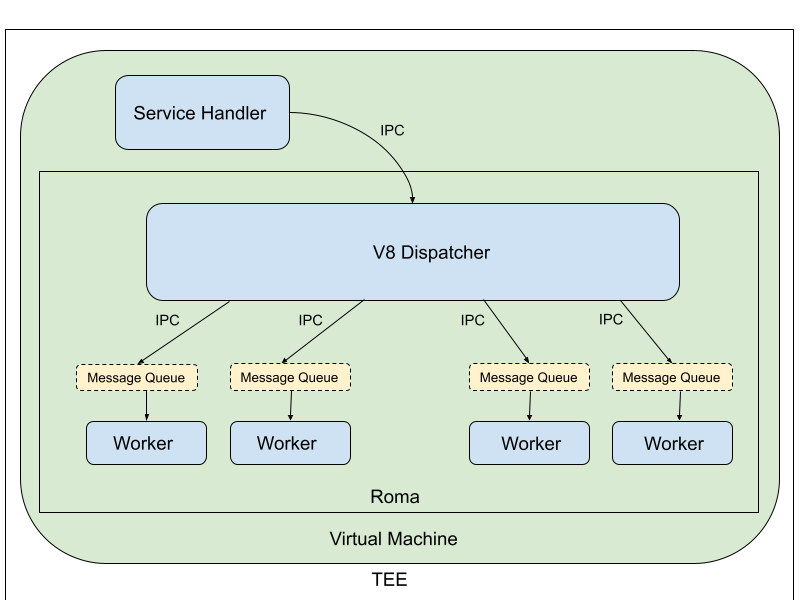 Service Handler
IPC
V8 Dispatcher
IPC
IPC
IPC
IPC
Message Queue
Message Queue
Message Queue
Message Queue
Worker
Worker
Worker
Worker
Roma
Virtual Machine
TEE